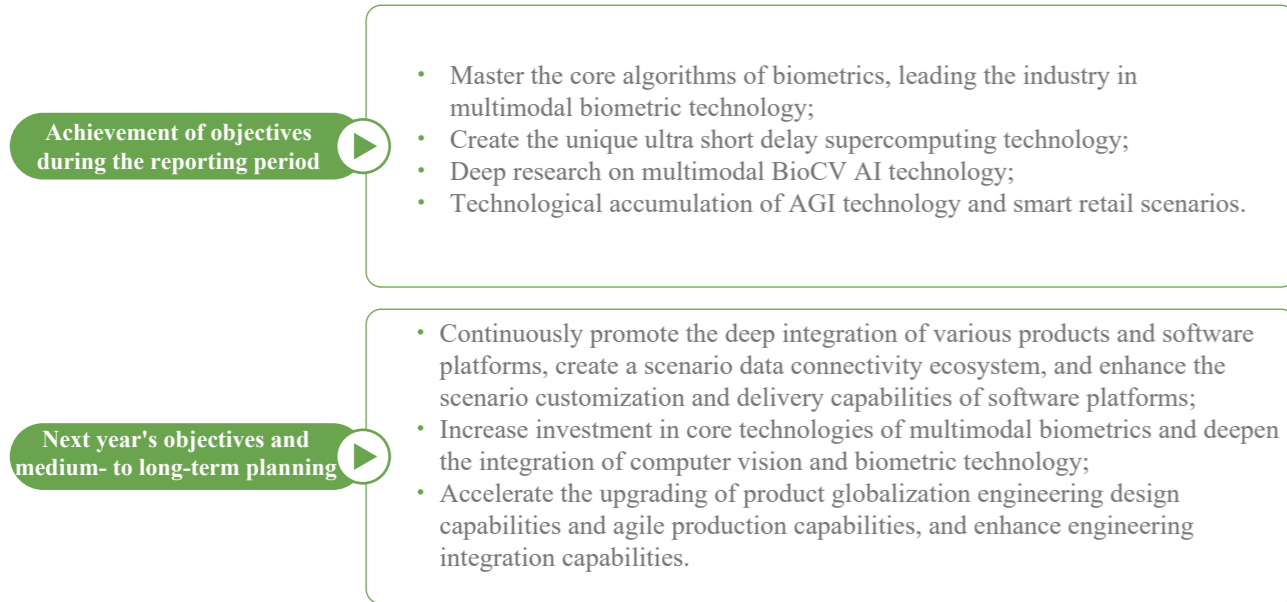 Achievement of objectives
during the reporting period
• Master the core algorithms of biometrics, leading the industry in
multimodal biometric technology;
• Create the unique ultra short delay supercomputing technology;
• Deep research on multimodal BioCV AI technology;
• Technological accumulation of AGI technology and smart retail scenarios.
Next year's objectives and
medium- to long-term planning
• Continuously promote the deep integration of various products and software
platforms, create a scenario data connectivity ecosystem, and enhance the
scenario customization and delivery capabilities of software platforms;
• Increase investment in core technologies of multimodal biometrics and deepen
the integration of computer vision and biometric technology;
• Accelerate the upgrading of product globalization engineering design
capabilities and agile production capabilities, and enhance engineering
integration capabilities.